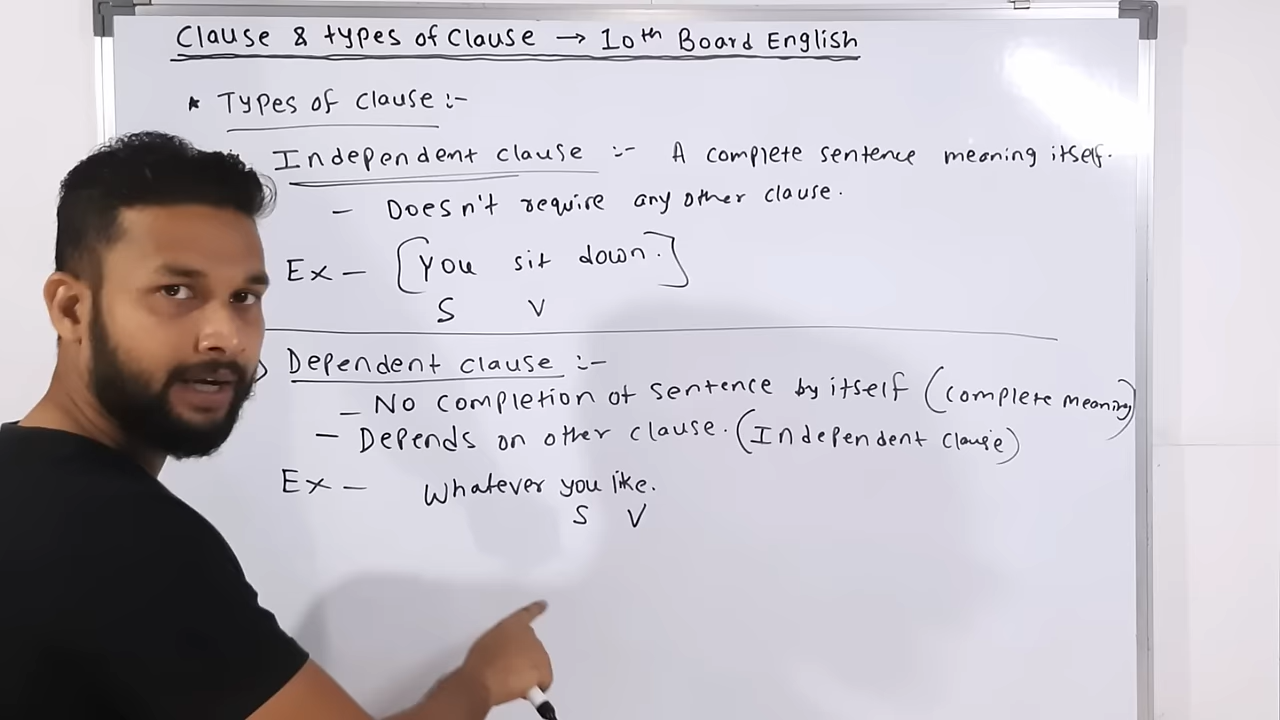 Clause & types of Clause → 10th Board English
* Types of Clause :-
Independent clause :- A complete sentence meaning itself.
- Doesn't require any other clause.
Ex - [you sit down.]
S V
Dependent clause :-
- No completion of sentence by itself (complete meaning)
- Depends on other clause. (Independent clause)
Ex - Whatever you like.
S V